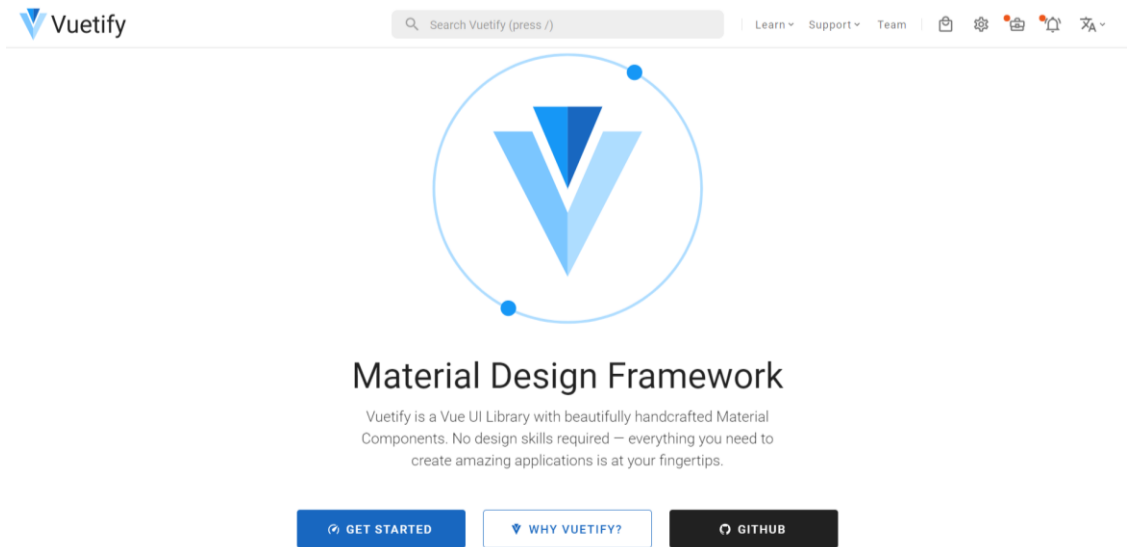 Vuetify
Search Vuetify (press /)
Learn
Support
Team
Material Design Framework
Vuetify is a Vue UI Library with beautifully handcrafted Material
Components. No design skills required — everything you need to
create amazing applications is at your fingertips.
GET STARTED
WHY VUETIFY?
GITHUB